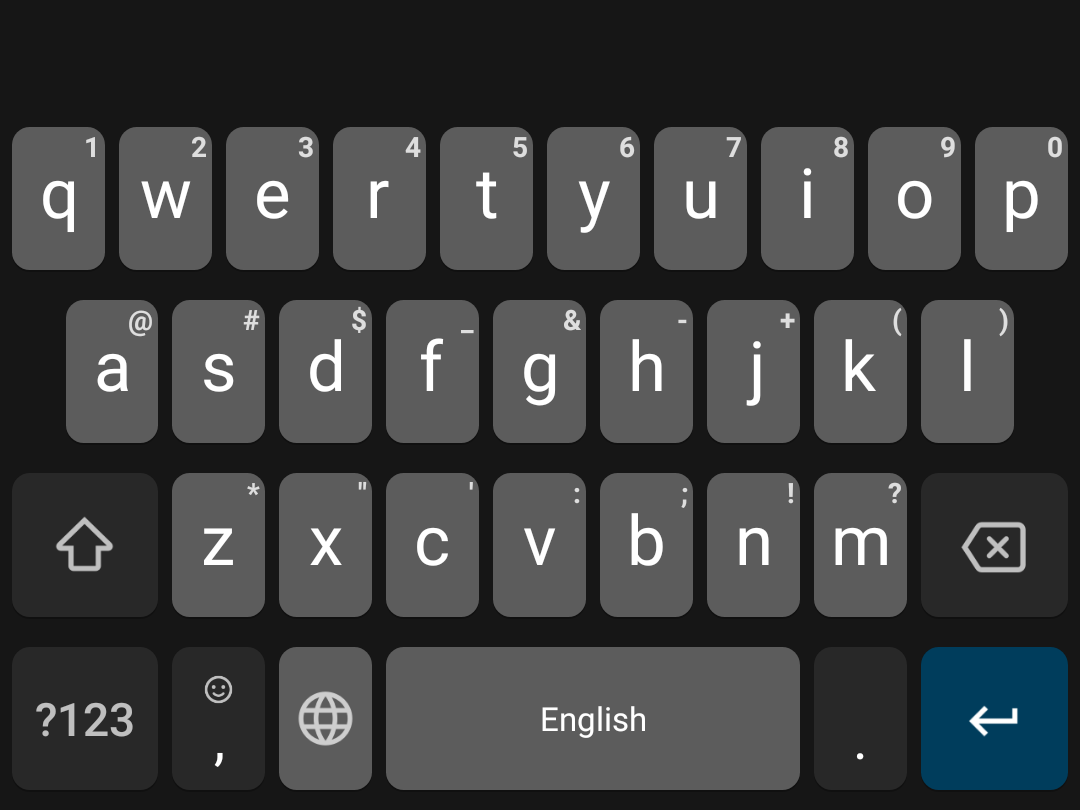 1 2 3 4 5 6 7 8 9 0
q w e r t y u i o p
@ # $ _ & - + ( )
a s d f g h j k l
* " ' : ; ! ?
z x c v b n m
?123 , English .